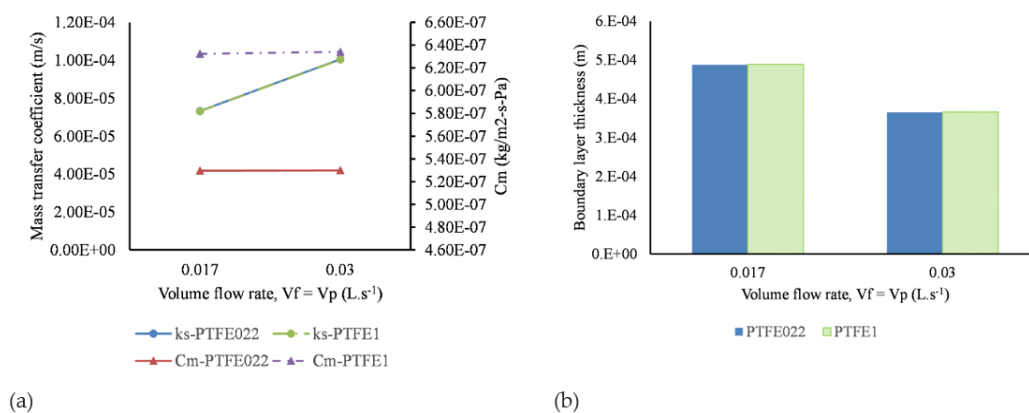 (a)
Mass transfer coefficient (m/s)
1.20E-04
1.00E-04
8.00E-05
6.00E-05
4.00E-05
2.00E-05
0.00E+00
6.60E-07
6.40E-07
6.20E-07
6.00E-07
5.80E-07
5.60E-07
5.40E-07
5.20E-07
5.00E-07
4.80E-07
4.60E-07
Cm (kg/m2-s-Pa)
0.017 0.03
Volume flow rate, Vf = Vp (L.s-1)
ks-PTFE022 ks-PTFE1
Cm-PTFE022 Cm-PTFE1
(b)
Boundary layer thickness (m)
6.E-04
5.E-04
4.E-04
3.E-04
2.E-04
1.E-04
0.E+00
0.017 0.03
Volume flow rate, Vf = Vp (L.s-1)
PTFE022 PTFE1